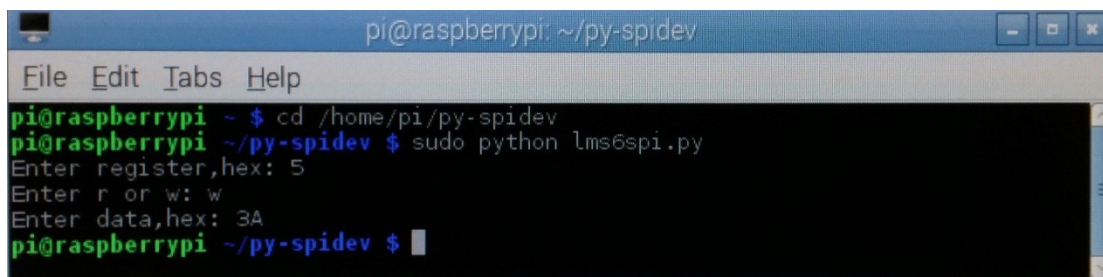 pi@raspberrypi: ~/py-spidev
File Edit Tabs Help
pi@raspberrypi ~ $ cd /home/pi/py-spidev
pi@raspberrypi ~/py-spidev $ sudo python lms6spi.py
Enter register,hex: 5
Enter r or w: w
Enter data,hex: 3A
pi@raspberrypi ~/py-spidev $